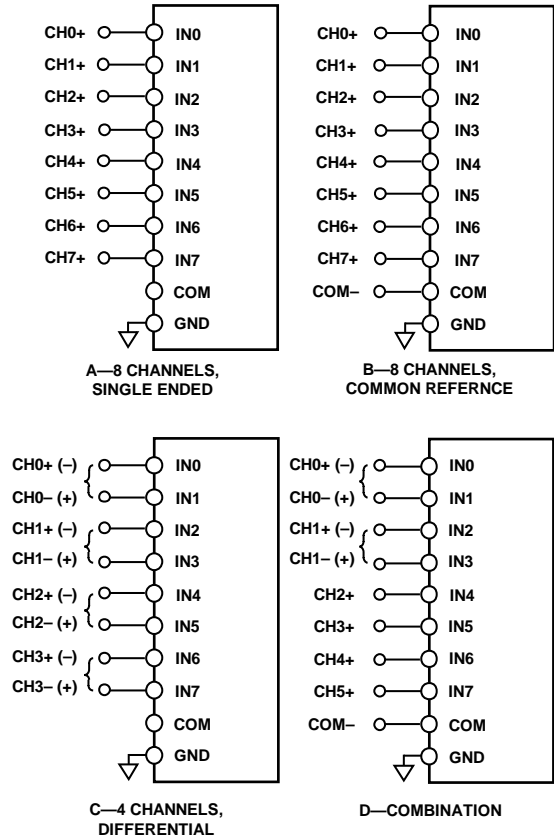 CH0+ IN0
CH1+ IN1
CH2+ IN2
CH3+ IN3
CH4+ IN4
CH5+ IN5
CH6+ IN6
CH7+ IN7
COM
GND
A—8 CHANNELS,
SINGLE ENDED
CH0+ IN0
CH1+ IN1
CH2+ IN2
CH3+ IN3
CH4+ IN4
CH5+ IN5
CH6+ IN6
CH7+ IN7
COM– COM
GND
B—8 CHANNELS,
COMMON REFERNCE
CH0+ (–) IN0
CH0– (+) IN1
CH1+ (–) IN2
CH1– (+) IN3
CH2+ (–) IN4
CH2– (+) IN5
CH3+ (–) IN6
CH3– (+) IN7
COM
GND
C—4 CHANNELS,
DIFFERENTIAL
CH0+ (–) IN0
CH0– (+) IN1
CH1+ (–) IN2
CH1– (+) IN3
CH2+ IN4
CH3+ IN5
CH4+ IN6
CH5+ IN7
COM– COM
GND
D—COMBINATION